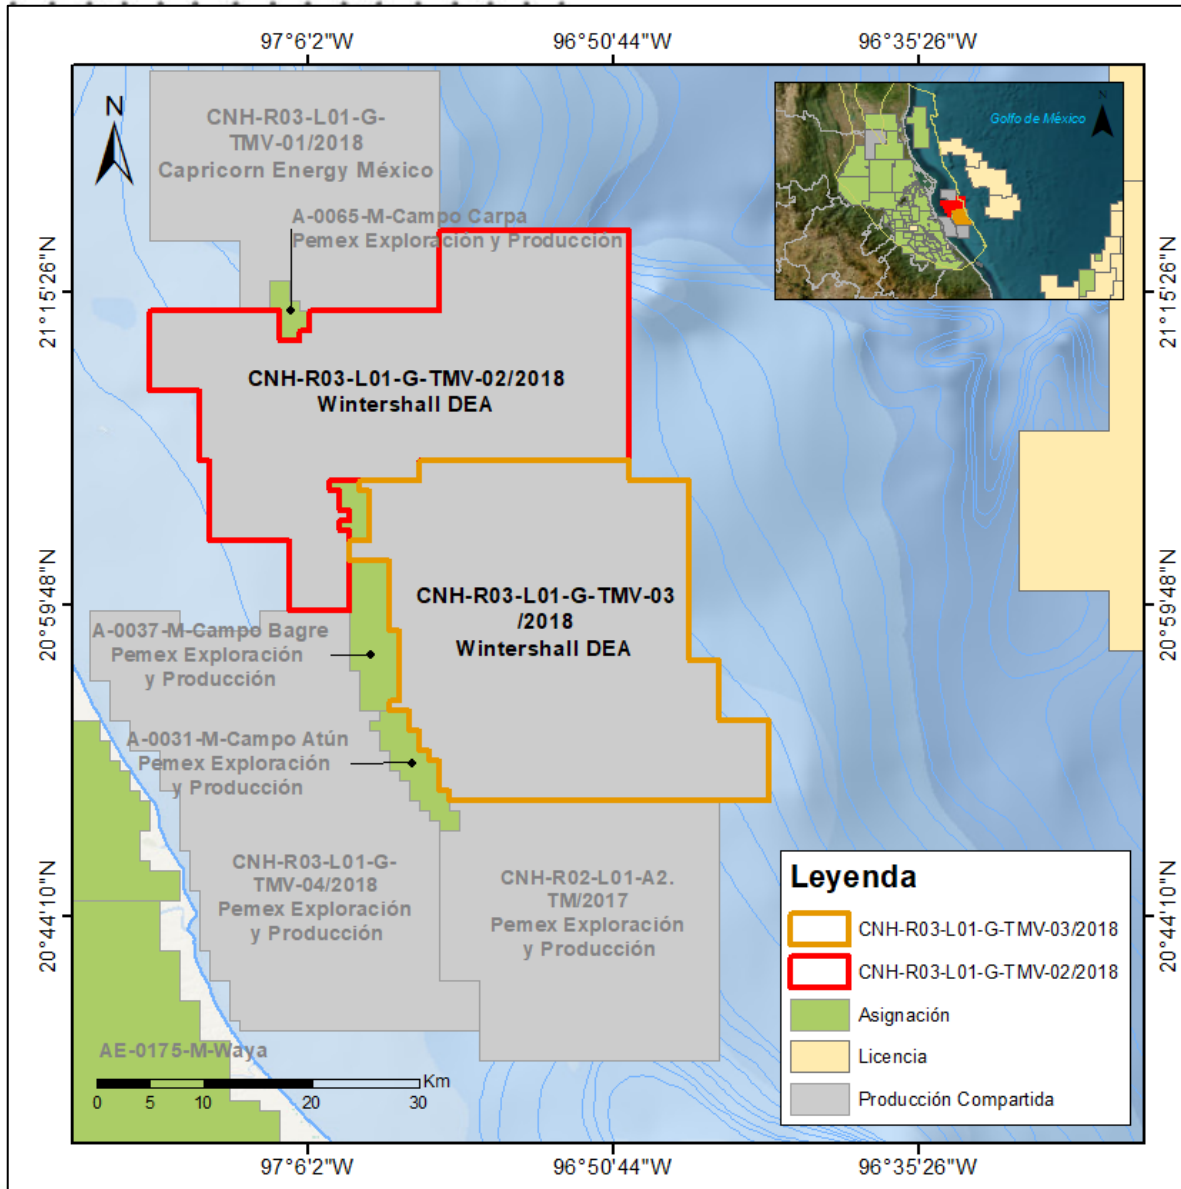 97°6'2"W
96°50'44"W
96°35'26"W
N
CNH-R03-L01-G-
TMV-01/2018
Capricorn Energy México
A-0065-M-Campo Carpa
Pemex Exploración y Producción
N
Golfo de México
21°15'26"N
21°15'26"N
CNH-R03-L01-G-TMV-02/2018
Wintershall DEA
20°59'48"N
20°59'48"N
CNH-R03-L01-G-TMV-03
/2018
Wintershall DEA
A-0037-M-Campo Bagre
Pemex Exploración
y Producción
A-0031-M-Campo Atún
Pemex Exploración
y Producción
CNH-R03-L01-G-
TMV-04/2018
Pemex Exploración
y Producción
CNH-R02-L01-A2.
TM/2017
Pemex Exploración
y Producción
20°44'10"N
20°44'10"N
Leyenda
CNH-R03-L01-G-TMV-03/2018
CNH-R03-L01-G-TMV-02/2018
Asignación
Licencia
Producción Compartida
AE-0175-M-Waya
Km
0 5 10 20 30
97°6'2"W
96°50'44"W
96°35'26"W